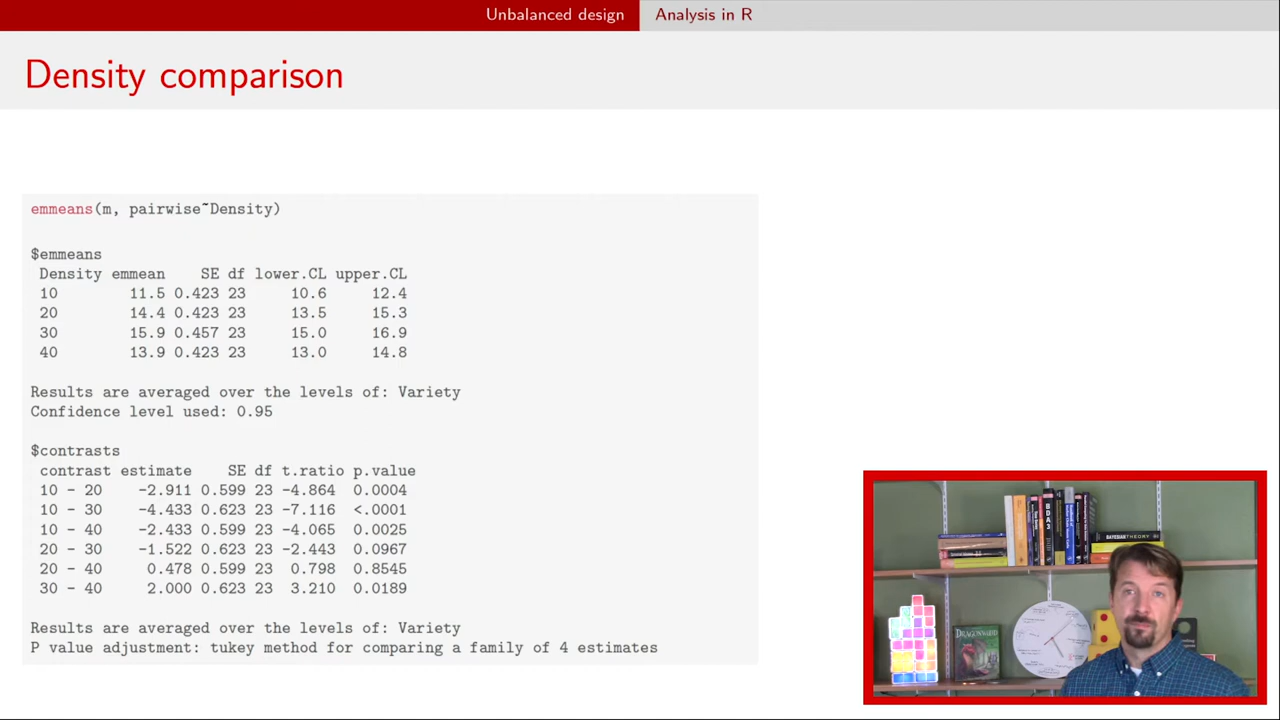 Unbalanced design Analysis in R
Density comparison
emmeans(m, pairwise~Density)
$emmeans
Density emmean SE df lower.CL upper.CL
10 11.5 0.423 23 10.6 12.4
20 14.4 0.423 23 13.5 15.3
30 15.9 0.457 23 15.0 16.9
40 13.9 0.423 23 13.0 14.8
Results are averaged over the levels of: Variety
Confidence level used: 0.95
$contrasts
contrast estimate SE df t.ratio p.value
10 - 20 -2.911 0.599 23 -4.864 0.0004
10 - 30 -4.433 0.623 23 -7.116 <.0001
10 - 40 -2.433 0.599 23 -4.065 0.0025
20 - 30 -1.522 0.623 23 -2.443 0.0967
20 - 40 0.478 0.599 23 0.798 0.8545
30 - 40 2.000 0.623 23 3.210 0.0189
Results are averaged over the levels of: Variety
P value adjustment: tukey method for comparing a family of 4 estimates
BDA3
BAYESIAN THEORY
DRAGONWOOD